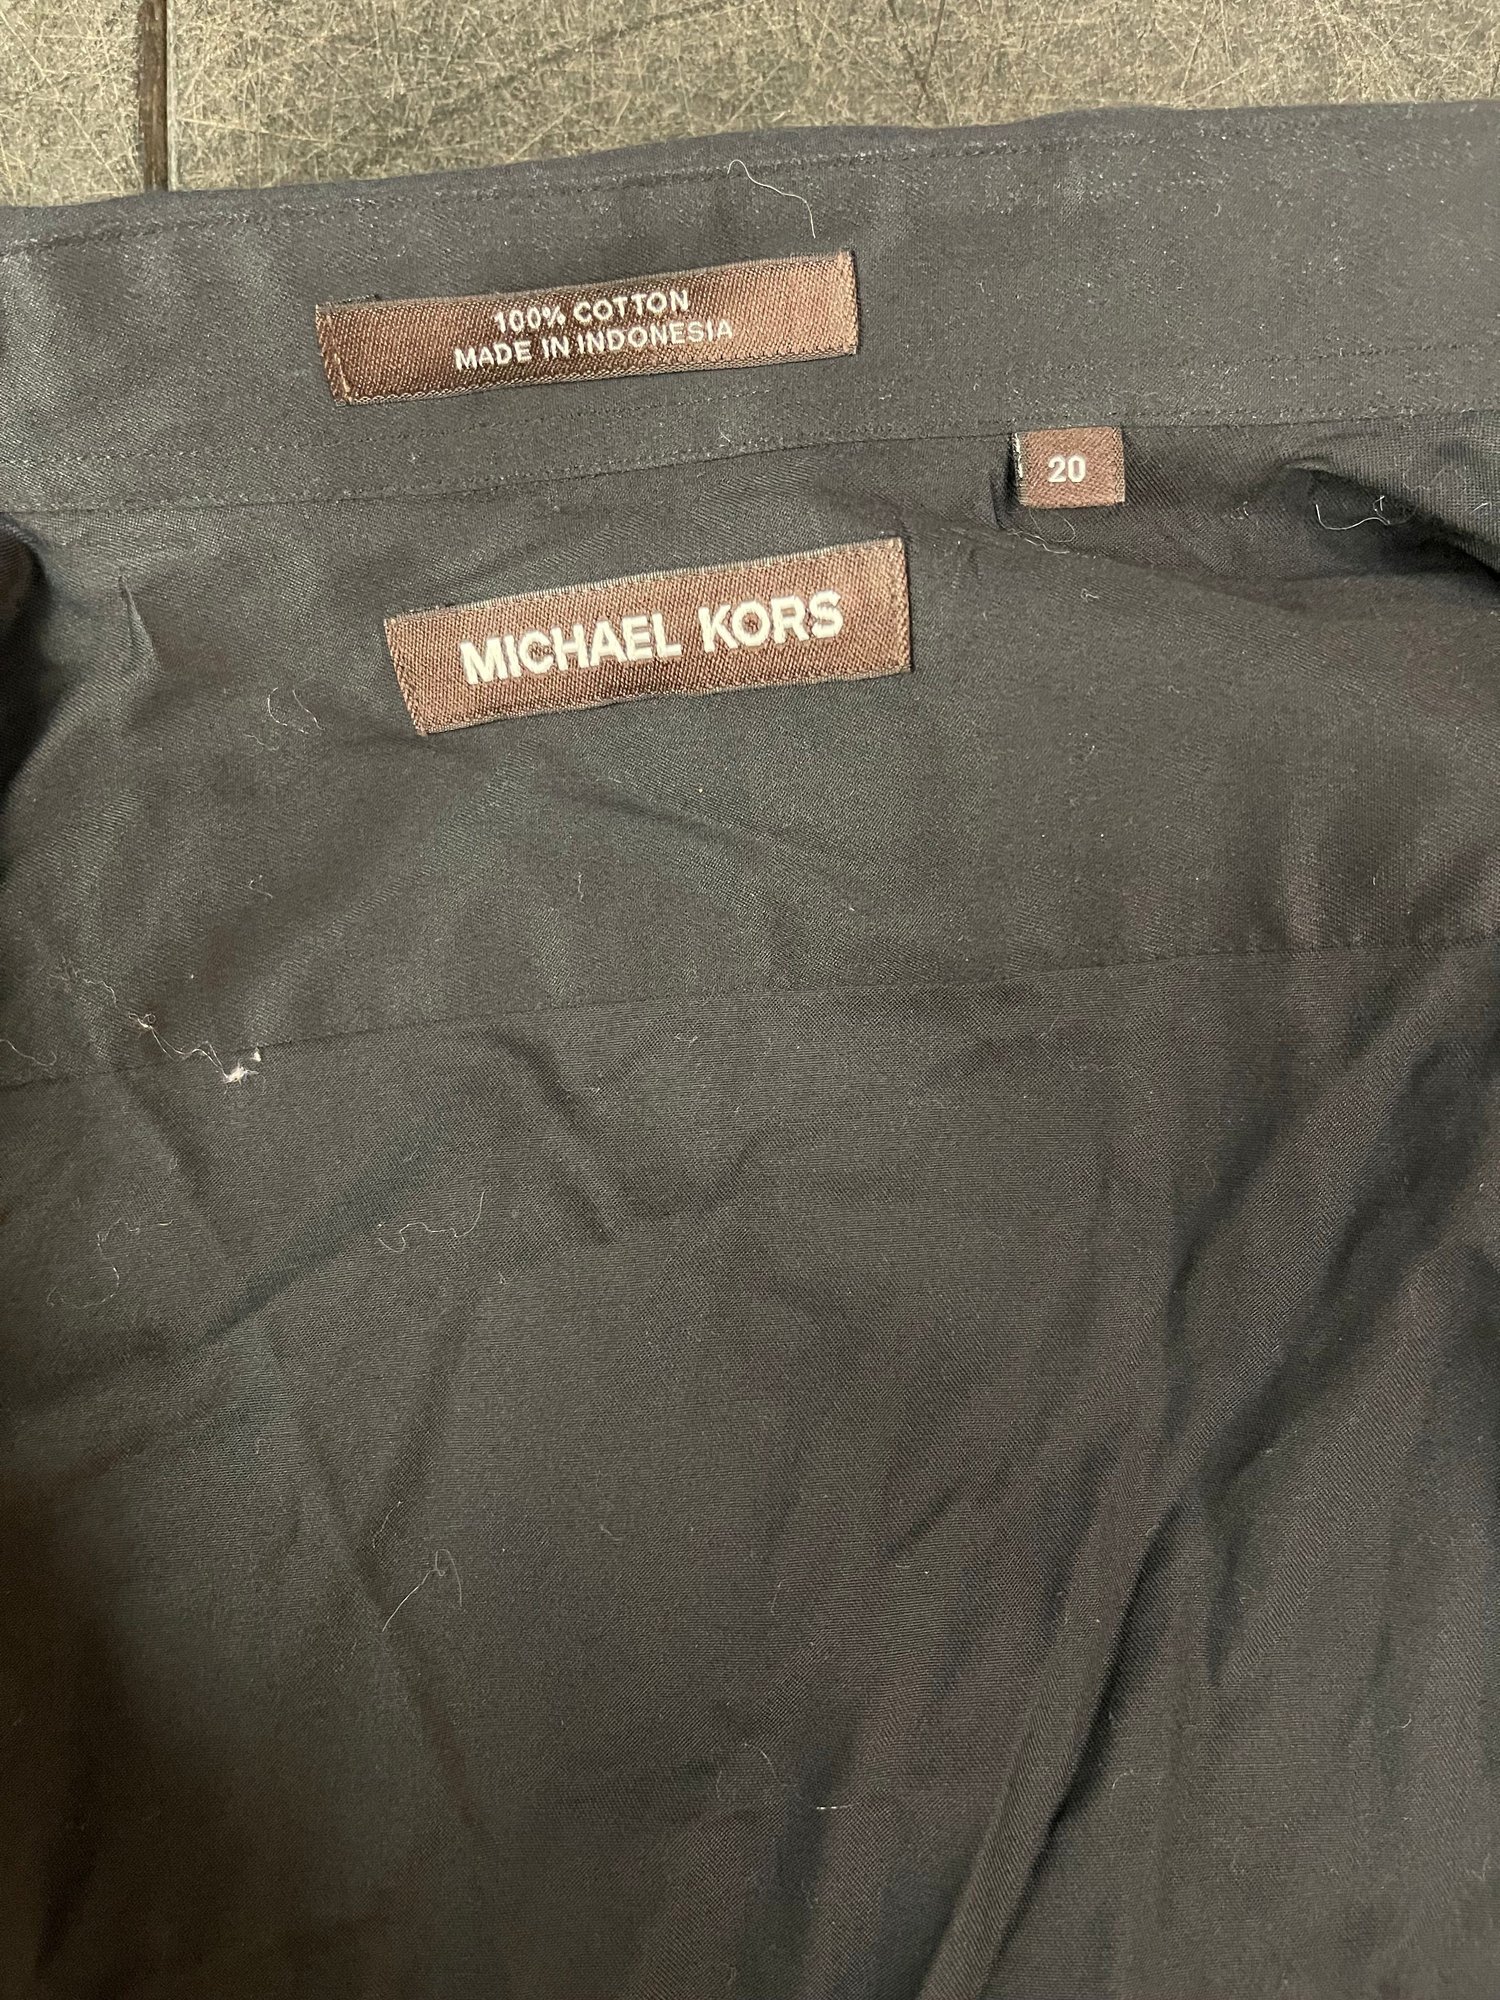 100% COTTON
MADE IN INDONESIA
20
MICHAEL KORS